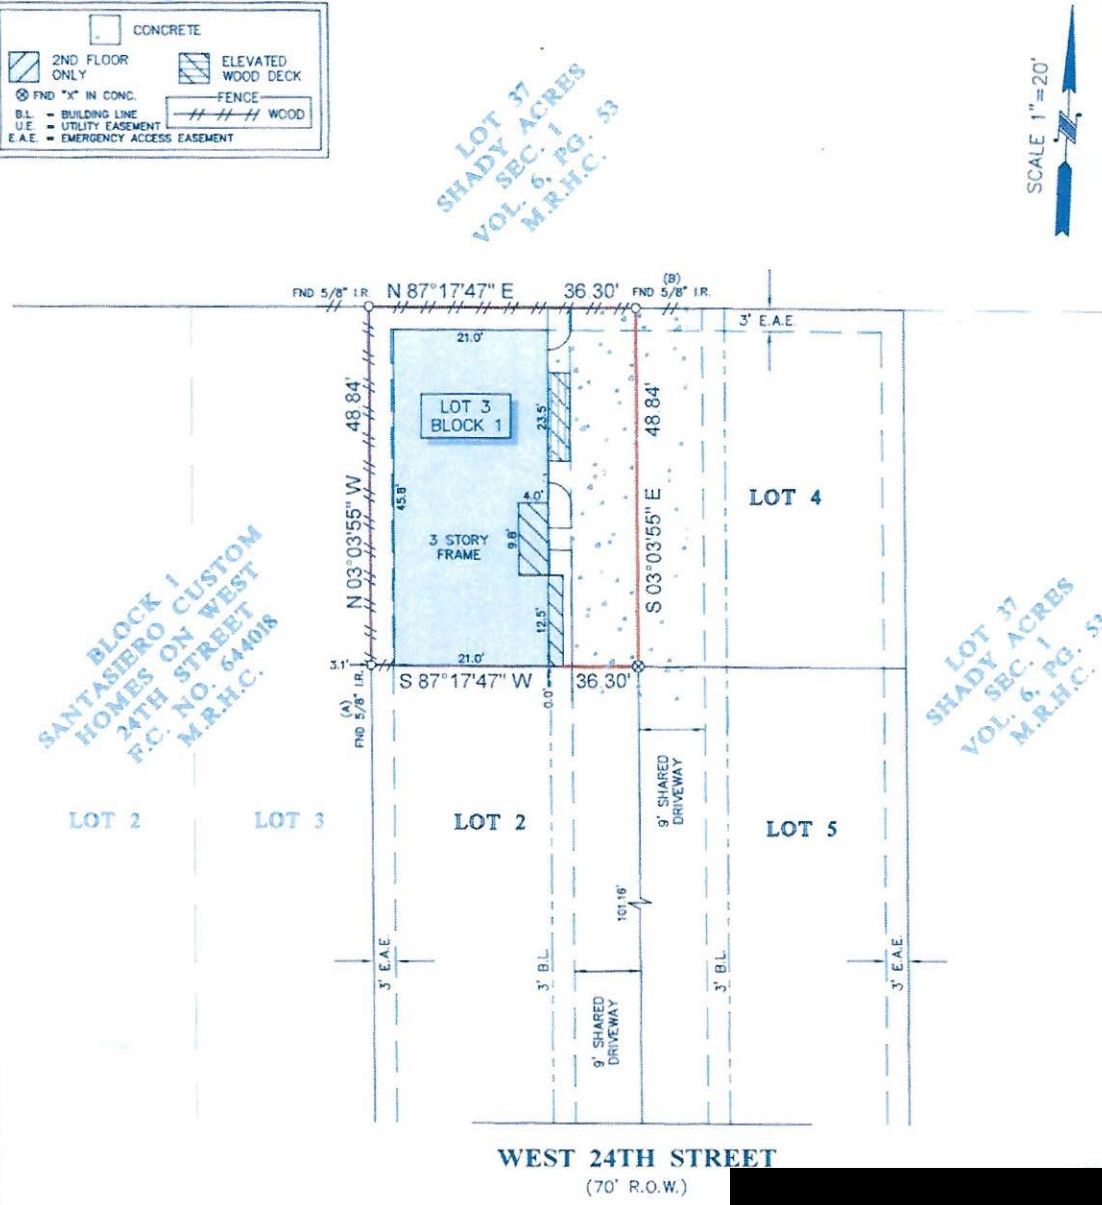 CONCRETE
2ND FLOOR
ONLY
ELEVATED
WOOD DECK
FND "X" IN CONC.
FENCE
WOOD
B.L. = BUILDING LINE
U.E. = UTILITY EASEMENT
E.A.E. = EMERGENCY ACCESS EASEMENT
SCALE 1"=20'
LOT 37
SHADY ACRES
SEC. 1
VOL. 6, PG. 53
M.R.H.C.
FND 5/8" I.R.
N 87°17'47" E
36.30'
(B)
FND 5/8" I.R.
3' E.A.E.
21.0'
LOT 3
BLOCK 1
23.5'
48.84'
48.84'
N 03°03'55" W
S 03°03'55" E
45.8'
4.0'
9.8'
3 STORY
FRAME
12.5'
LOT 4
21.0'
3.1'
S 87°17'47" W
36.30'
0.0'
(A)
FND 5/8" I.R.
BLOCK 1
SANTASIERO CUSTOM
HOMES ON WEST
24TH STREET
F.C. NO. 644018
M.R.H.C.
LOT 37
SHADY ACRES
SEC. 1
VOL. 6, PG. 53
M.R.H.C.
9' SHARED
DRIVEWAY
LOT 2
LOT 3
LOT 2
LOT 5
101.16'
3' E.A.E.
3' B.L.
3' B.L.
3' E.A.E.
9' SHARED
DRIVEWAY
WEST 24TH STREET
(70' R.O.W.)